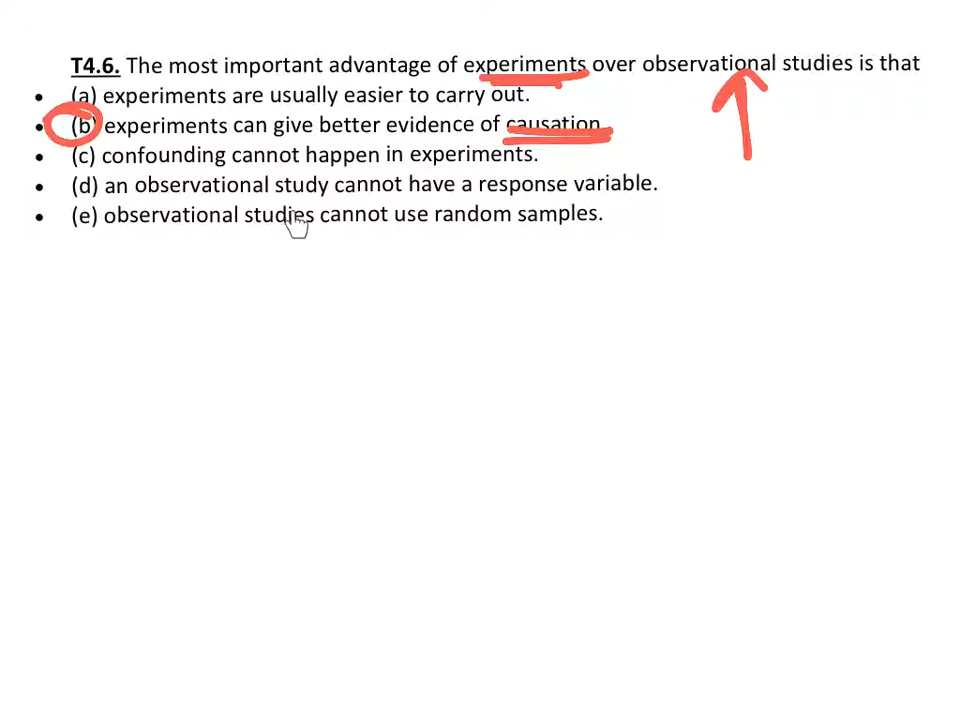 T4.6. The most important advantage of experiments over observational studies is that
• (a) experiments are usually easier to carry out.
• (b) experiments can give better evidence of causation.
• (c) confounding cannot happen in experiments.
• (d) an observational study cannot have a response variable.
• (e) observational studies cannot use random samples.